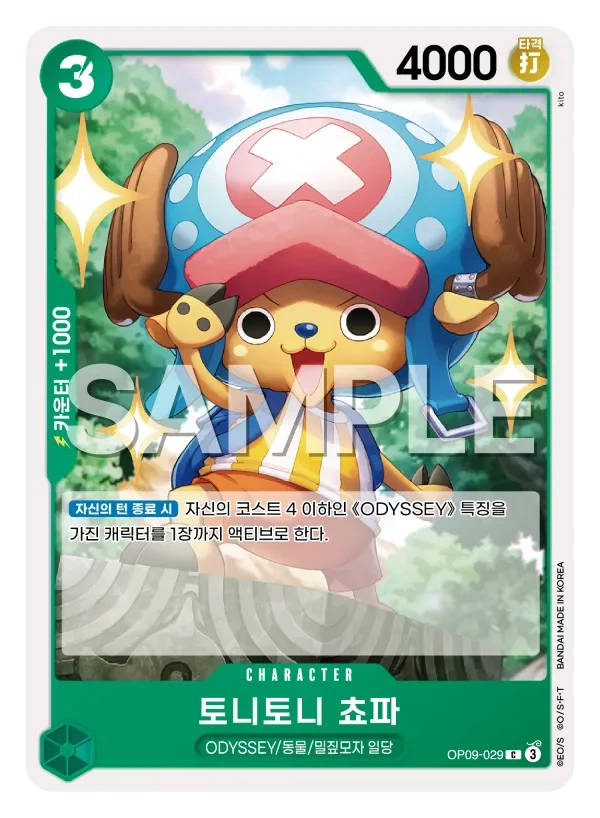 3
4000
타격
打
kito
카운터 +1000
SAMPLE
자신의 턴 종료 시 자신의 코스트 4 이하인 《ODYSSEY》 특징을
가진 캐릭터를 1장까지 액티브로 한다.
CHARACTER
토니토니 쵸파
ODYSSEY/동물/밀짚모자 일당
OP09-029 C 3
©EO/S ©O/S・F・T BANDAI MADE IN KOREA